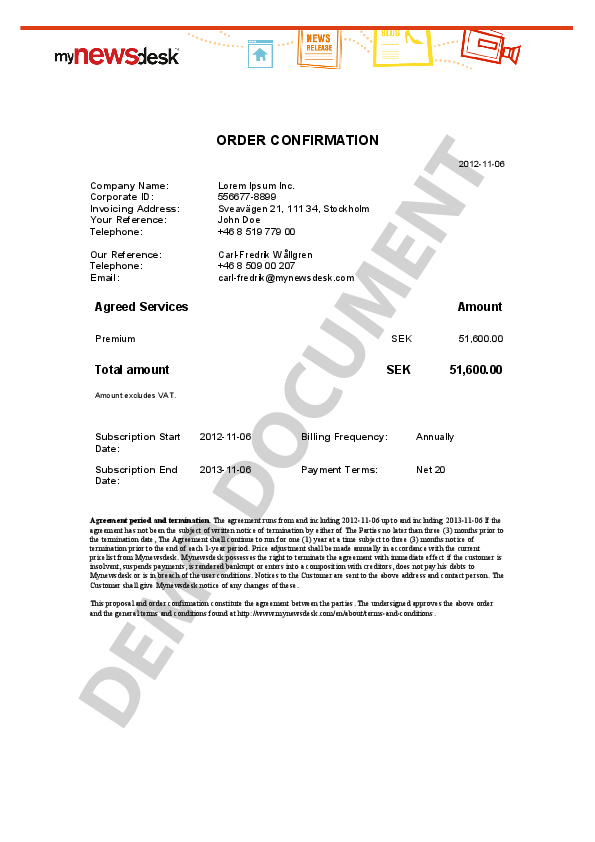 mynewsdesk
NEWS
RELEASE
BLOG
ORDER CONFIRMATION
2012-11-06
Company Name: Lorem Ipsum Inc.
Corporate ID: 556677-8899
Invoicing Address: Sveavägen 21, 111 34, Stockholm
Your Reference: John Doe
Telephone: +46 8 519 779 00
Our Reference: Carl-Fredrik Wållgren
Telephone: +46 8 509 00 207
Email: carl-fredrik@mynewsdesk.com
Agreed Services Amount
Premium SEK 51,600.00
Total amount SEK 51,600.00
Amount excludes VAT.
Subscription Start 2012-11-06 Billing Frequency: Annually
Date:
Subscription End 2013-11-06 Payment Terms: Net 20
Date:
Agreement period and termination. The agreement runs from and including 2012-11-06 up to and including 2013-11-06 If the
agreement has not been the subject of written notice of termination by either of The Parties no later than three (3) months prior to
the termination date, The Agreement shall continue to run for one (1) year at a time subject to three (3) months notice of
termination prior to the end of each 1-year period. Price adjustment shall be made annually in accordance with the current
pricelist from Mynewsdesk. Mynewsdesk possesses the right to terminate the agreement with immediate effect if the customer is
insolvent, suspends payments, is rendered bankrupt or enters into a composition with creditors, does not pay his debts to
Mynewsdesk or is in breach of the user conditions. Notices to the Customer are sent to the above address and contact person. The
Customer shall give Mynewsdesk notice of any changes of these.
This proposal and order confirmation constitute the agreement between the parties. The undersigned approves the above order
and the general terms and conditions found at http://www.mynewsdesk.com/en/about/terms-and-conditions.
DEMO DOCUMENT